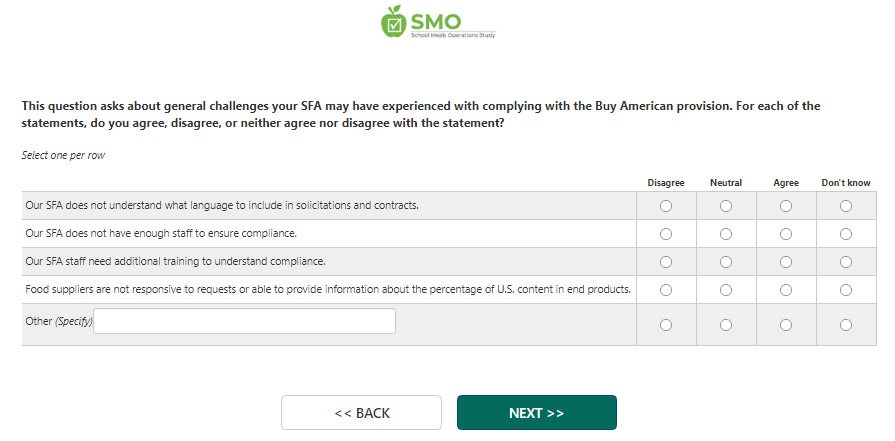 SMO
School Meals Operations Study
This question asks about general challenges your SFA may have experienced with complying with the Buy American provision. For each of the
statements, do you agree, disagree, or neither agree nor disagree with the statement?
Select one per row
Disagree Neutral Agree Don't know
Our SFA does not understand what language to include in solicitations and contracts.
Our SFA does not have enough staff to ensure compliance.
Our SFA staff need additional training to understand compliance.
Food suppliers are not responsive to requests or able to provide information about the percentage of U.S. content in end products.
Other (Specify)
<< BACK NEXT >>